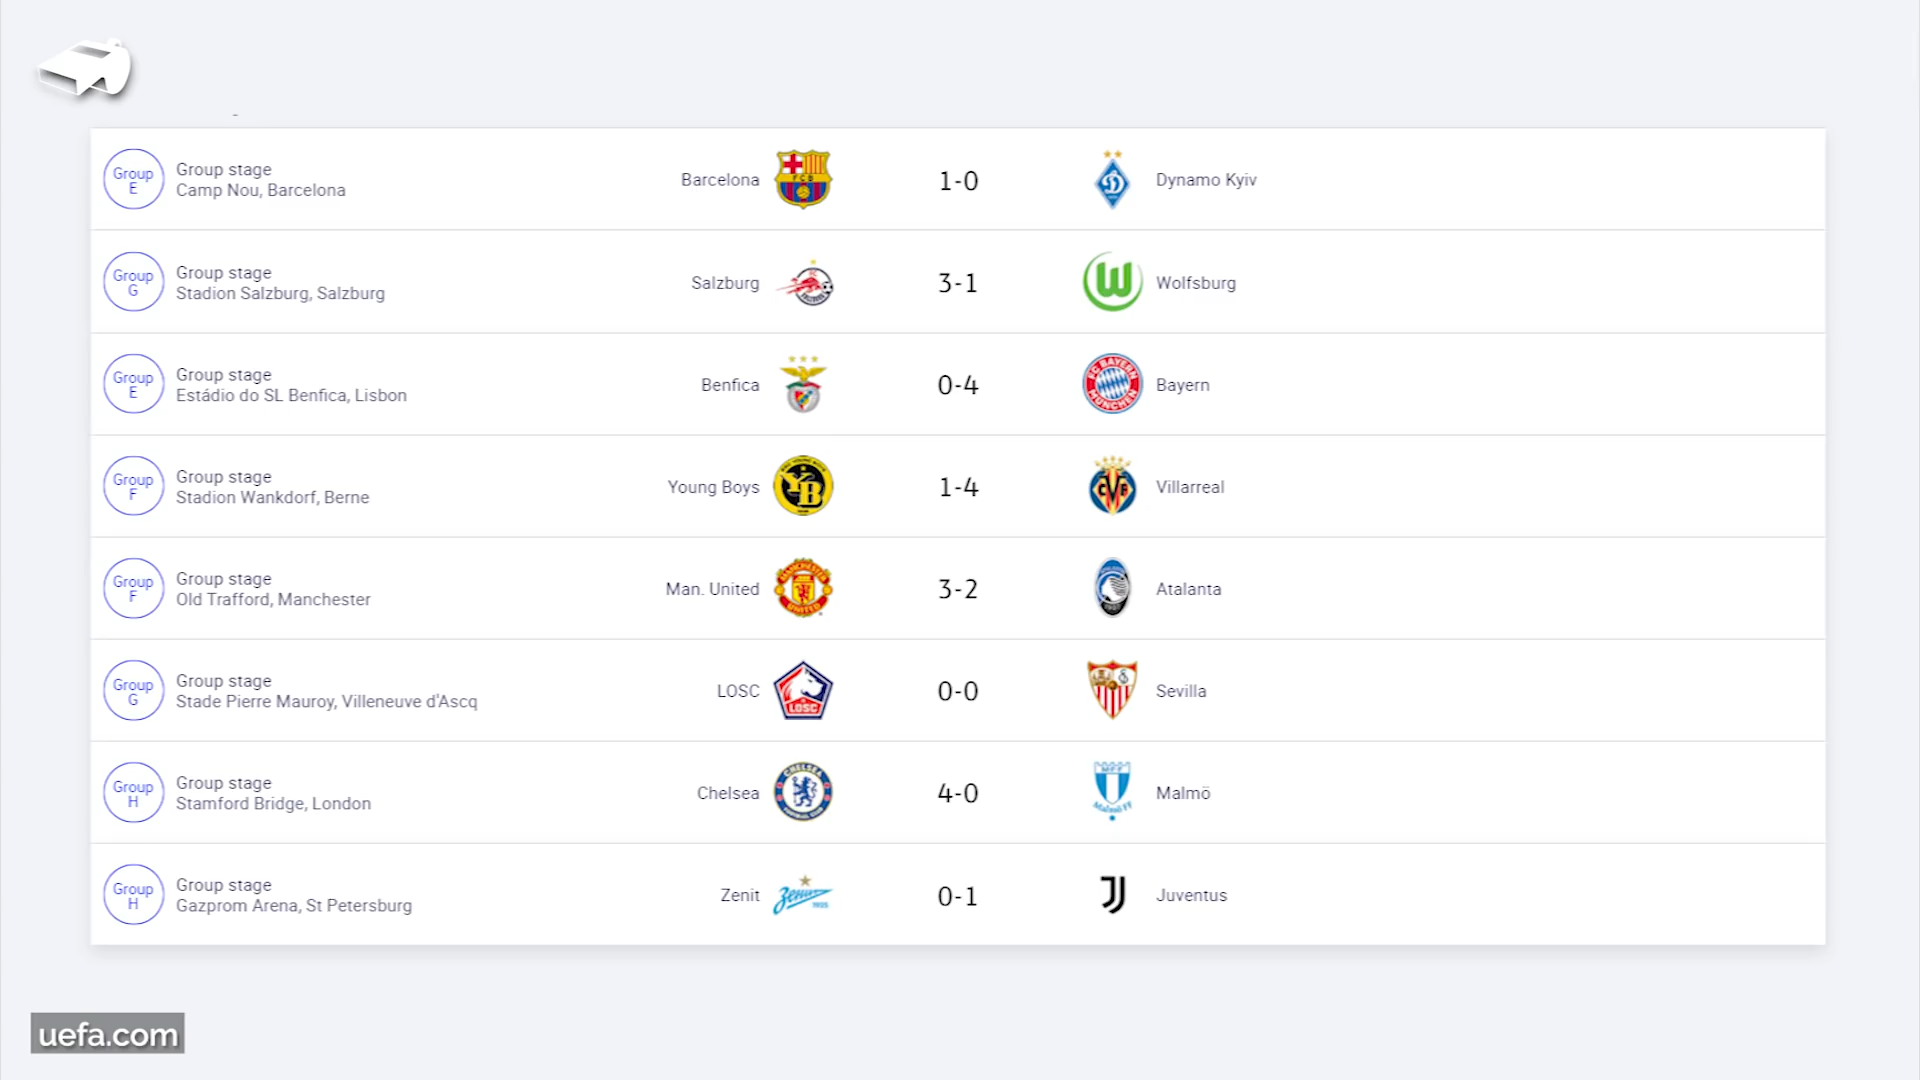 Group
E
Group stage
Camp Nou, Barcelona
Barcelona
1-0
Dynamo Kyiv
Group
G
Group stage
Stadion Salzburg, Salzburg
Salzburg
3-1
Wolfsburg
Group
E
Group stage
Estádio do SL Benfica, Lisbon
Benfica
0-4
Bayern
Group
F
Group stage
Stadion Wankdorf, Berne
Young Boys
1-4
Villarreal
Group
F
Group stage
Old Trafford, Manchester
Man. United
3-2
Atalanta
Group
G
Group stage
Stade Pierre Mauroy, Villeneuve d'Ascq
LOSC
LOSC
0-0
Sevilla
Group
H
Group stage
Stamford Bridge, London
Chelsea
4-0
Malmö
Group
H
Group stage
Gazprom Arena, St Petersburg
Zenit
0-1
Juventus
uefa.com